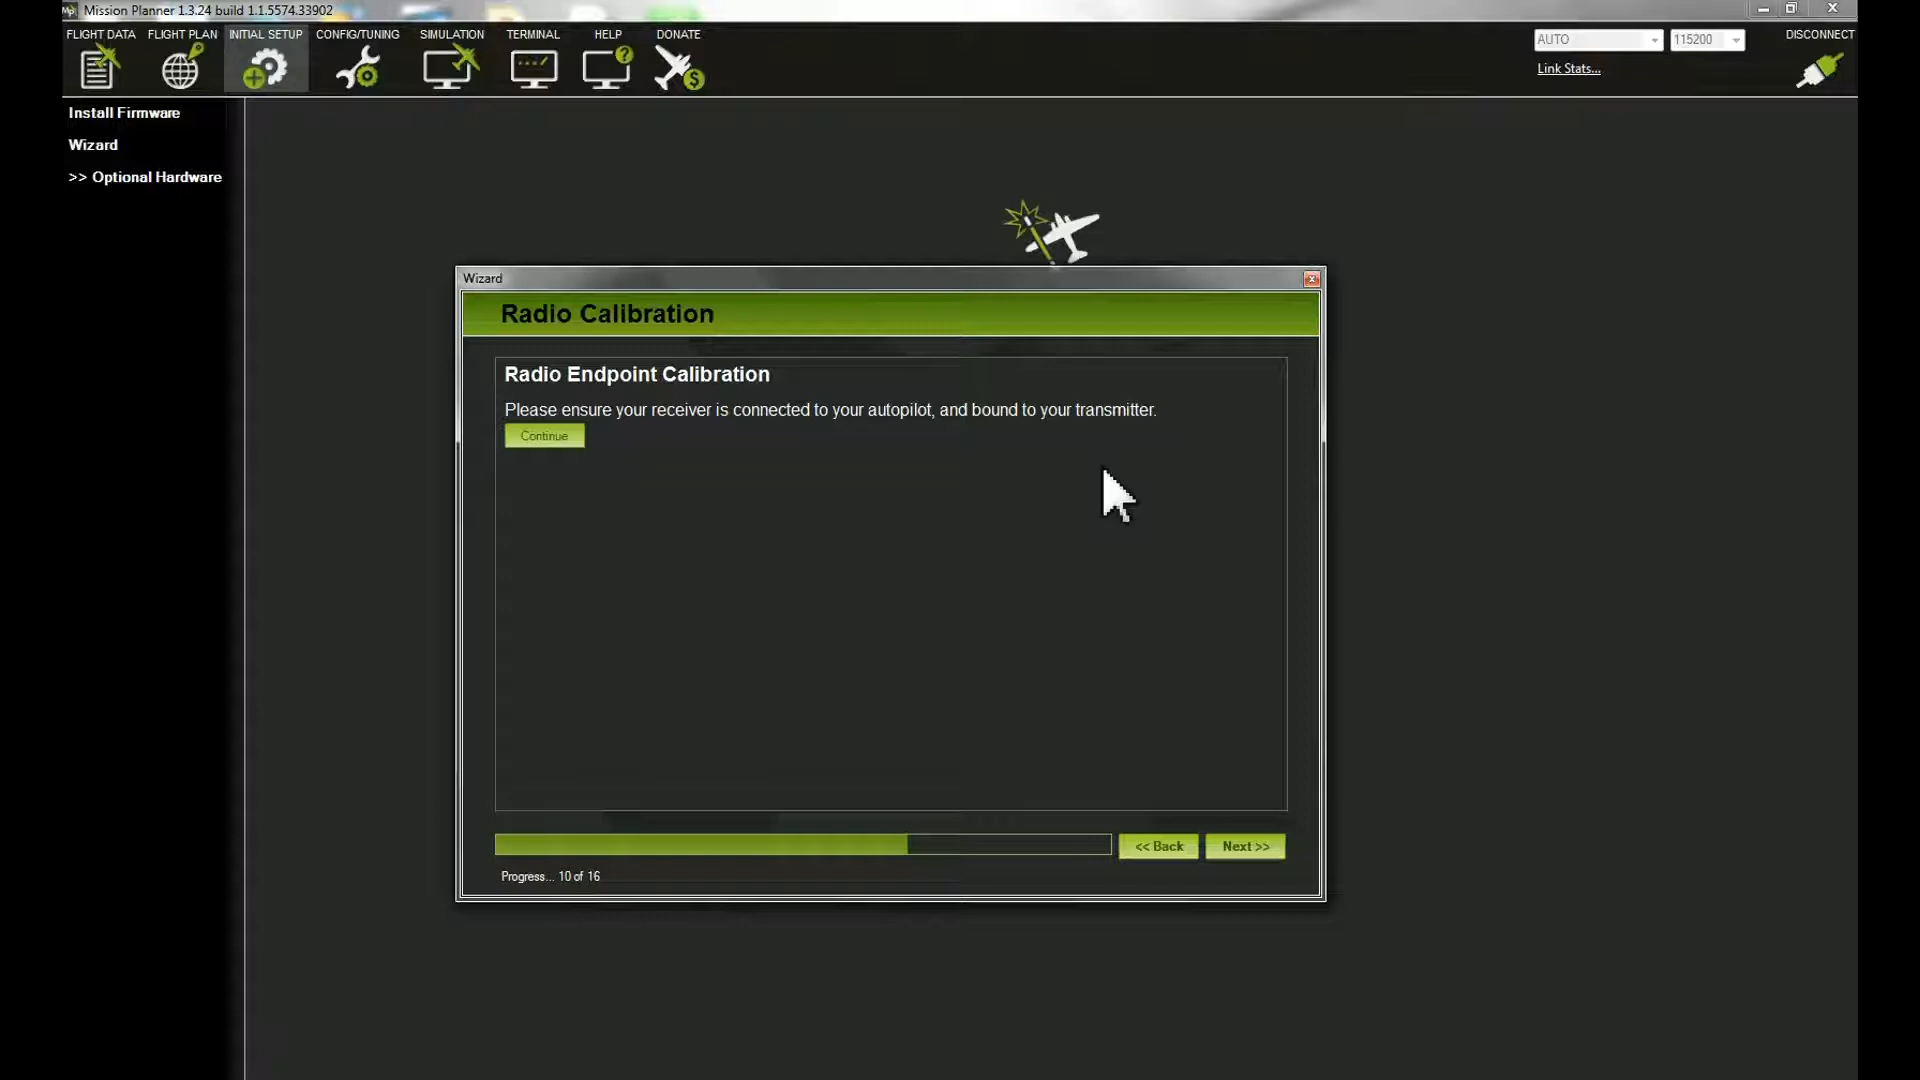 Mission Planner 1.3.24 build 1.1.5574.33902
FLIGHT DATA FLIGHT PLAN INITIAL SETUP CONFIG/TUNING SIMULATION TERMINAL HELP DONATE
AUTO 115200 DISCONNECT
Link Stats...
Install Firmware
Wizard
>> Optional Hardware
Wizard
Radio Calibration
Radio Endpoint Calibration
Please ensure your receiver is connected to your autopilot, and bound to your transmitter.
Continue
<< Back Next >>
Progress... 10 of 16